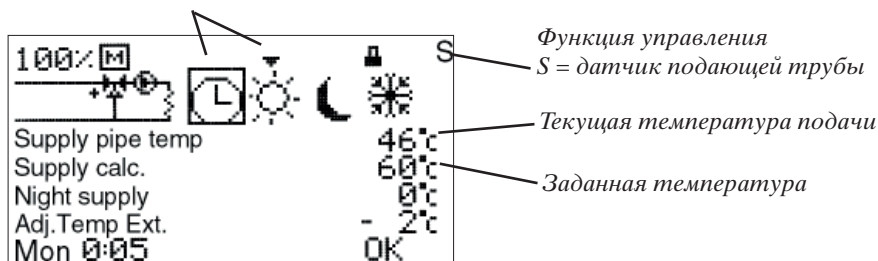 100% M S
Функция управления
S = датчик подающей трубы
Supply pipe temp 46°c
Текущая температура подачи
Supply calc. 60°c
Заданная температура
Night supply 0°c
Adj.Temp Ext. - 2°c
Mon 0:05 OK